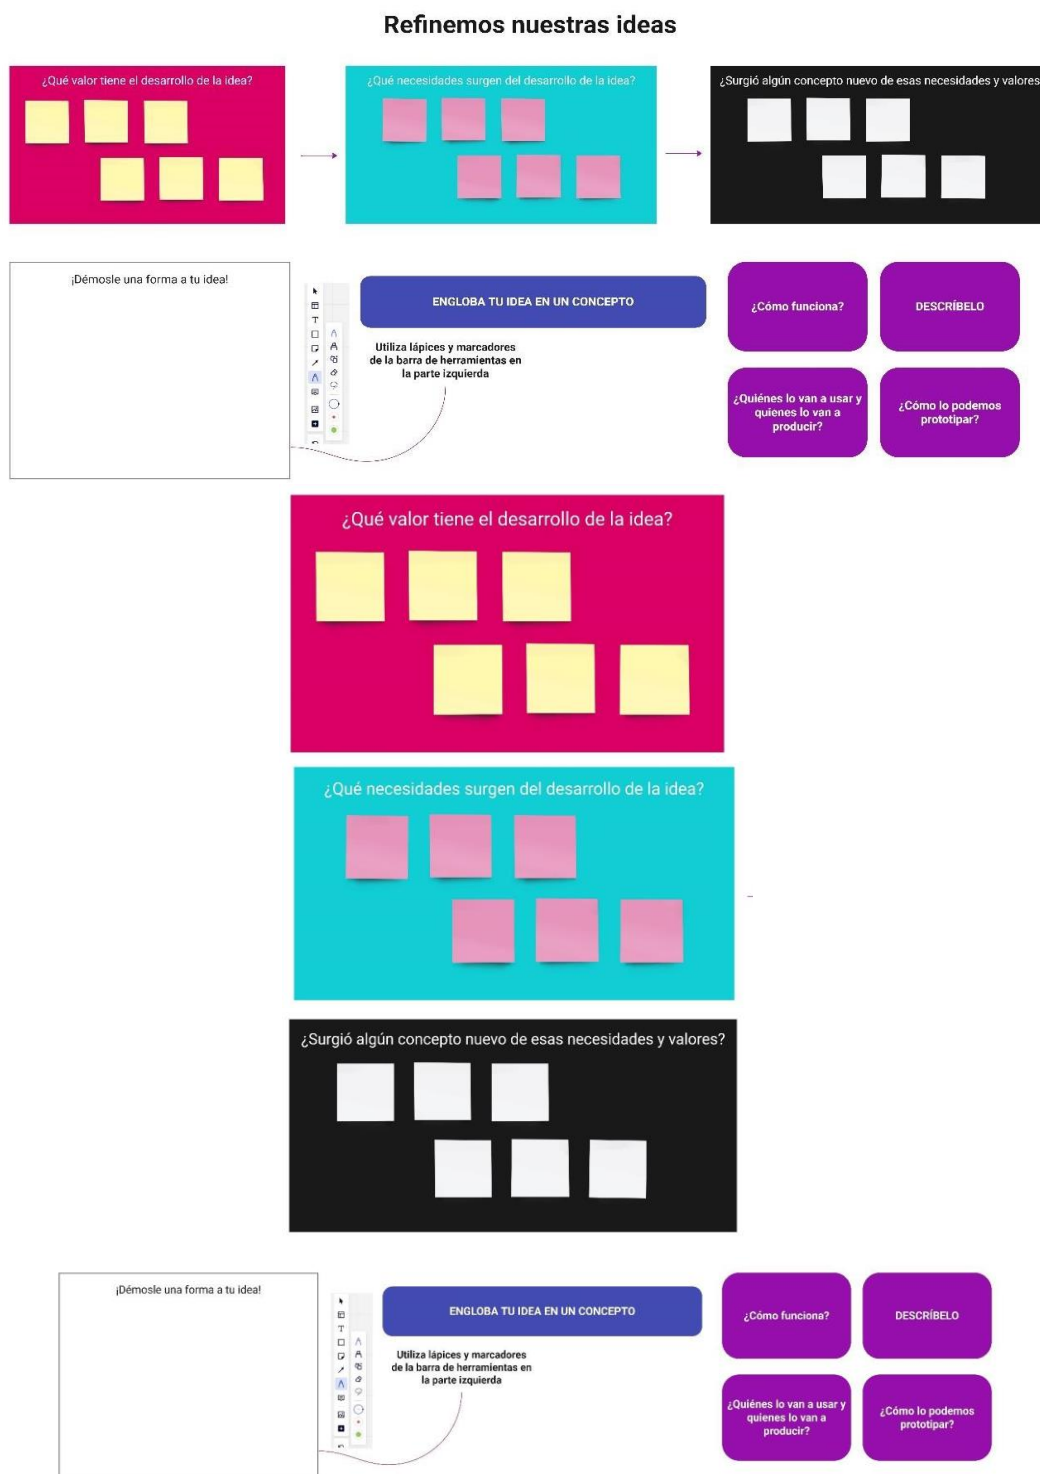 Refinemos nuestras ideas
¿Qué valor tiene el desarrollo de la idea?
¿Qué necesidades surgen del desarrollo de la idea?
¿Surgió algún concepto nuevo de esas necesidades y valores
¡Démosle una forma a tu idea!
ENGLOBA TU IDEA EN UN CONCEPTO
Utiliza lápices y marcadores
de la barra de herramientas en
la parte izquierda
¿Cómo funciona?
DESCRÍBELO
¿Quiénes lo van a usar y
quienes lo van a
producir?
¿Cómo lo podemos
prototipar?
¿Qué valor tiene el desarrollo de la idea?
¿Qué necesidades surgen del desarrollo de la idea?
¿Surgió algún concepto nuevo de esas necesidades y valores?
¡Démosle una forma a tu idea!
ENGLOBA TU IDEA EN UN CONCEPTO
Utiliza lápices y marcadores
de la barra de herramientas en
la parte izquierda
¿Cómo funciona?
DESCRÍBELO
¿Quiénes lo van a usar y
quienes lo van a
producir?
¿Cómo lo podemos
prototipar?